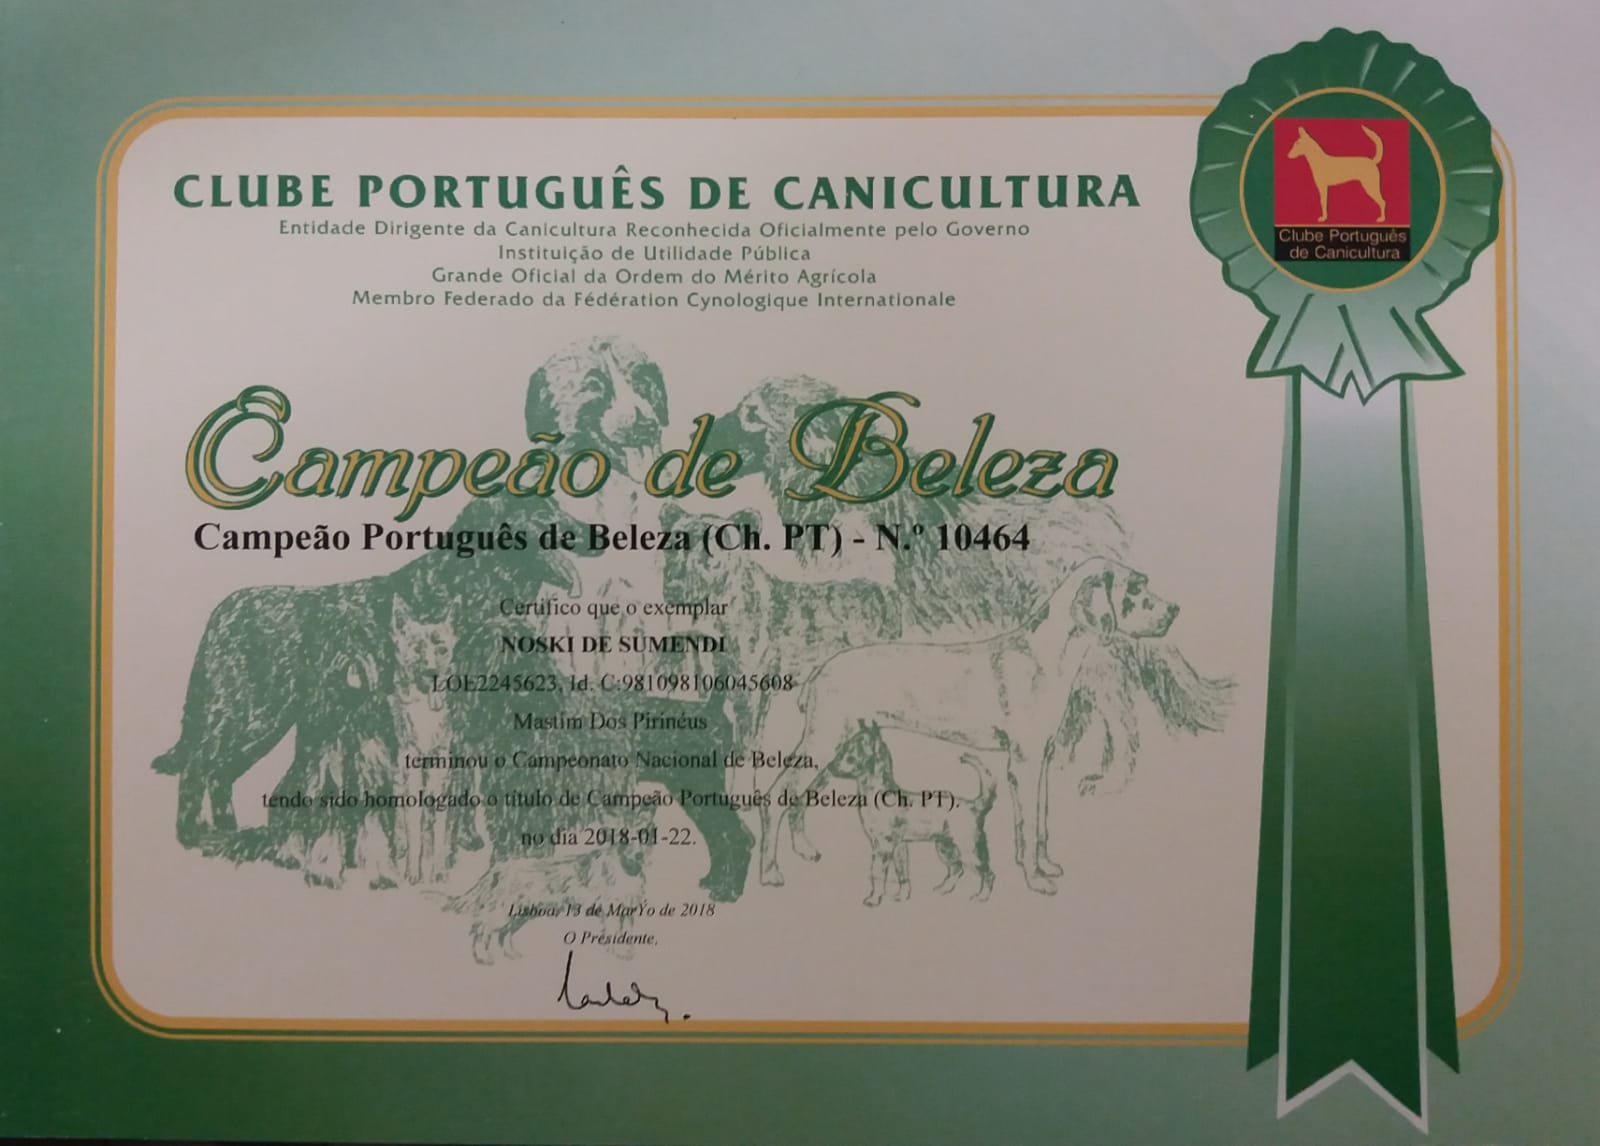 CLUBE PORTUGUÊS DE CANICULTURA
Entidade Dirigente da Canicultura Reconhecida Oficialmente pelo Governo
Instituição de Utilidade Pública
Grande Oficial da Ordem do Mérito Agrícola
Membro Federado da Fédération Cynologique Internationale
Clube Português
de Canicultura
Campeão de Beleza
Campeão Português de Beleza (Ch. PT) - N.º 10464
Certifico que o exemplar
NOSKI DE SUMENDI
LOE2245623, Id. C:981098106045608
Mastim Dos Pirinéus
terminou o Campeonato Nacional de Beleza,
tendo sido homologado o título de Campeão Português de Beleza (Ch. PT).
no dia 2018-01-22.
Lisboa, 13 de MarÝo de 2018
O Presidente,